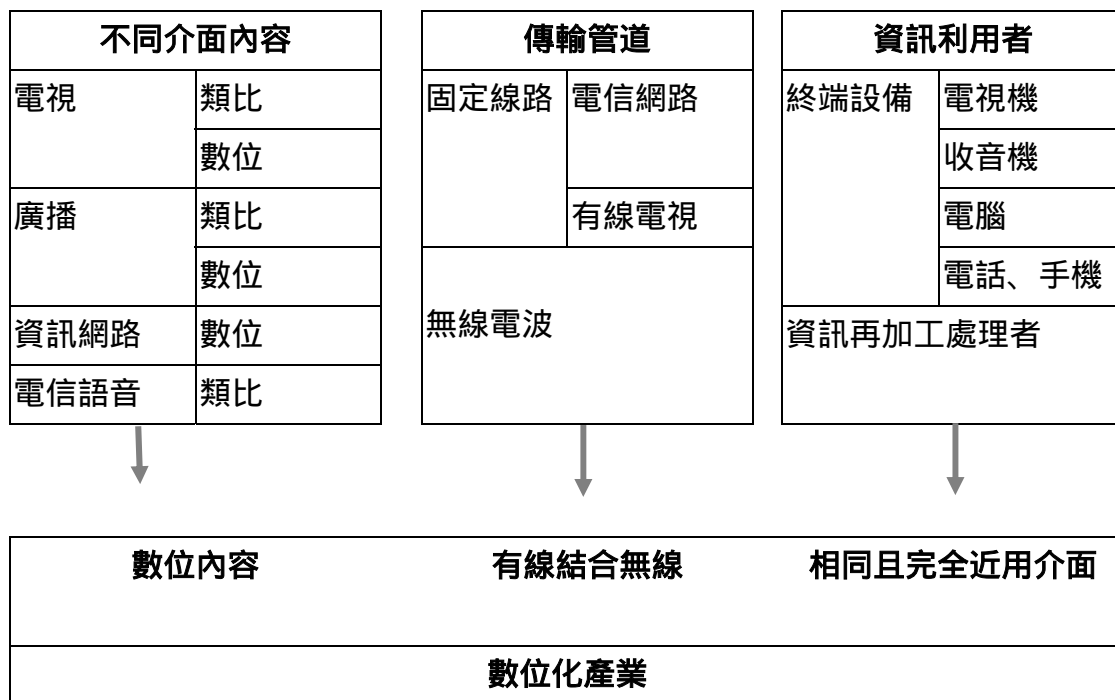 不同介面內容
電視 類比
數位
廣播 類比
數位
資訊網路 數位
電信語音 類比
傳輸管道
固定線路 電信網路
有線電視
無線電波
資訊利用者
終端設備 電視機
收音機
電腦
電話、手機
資訊再加工處理者
數位內容 有線結合無線 相同且完全近用介面
數位化產業